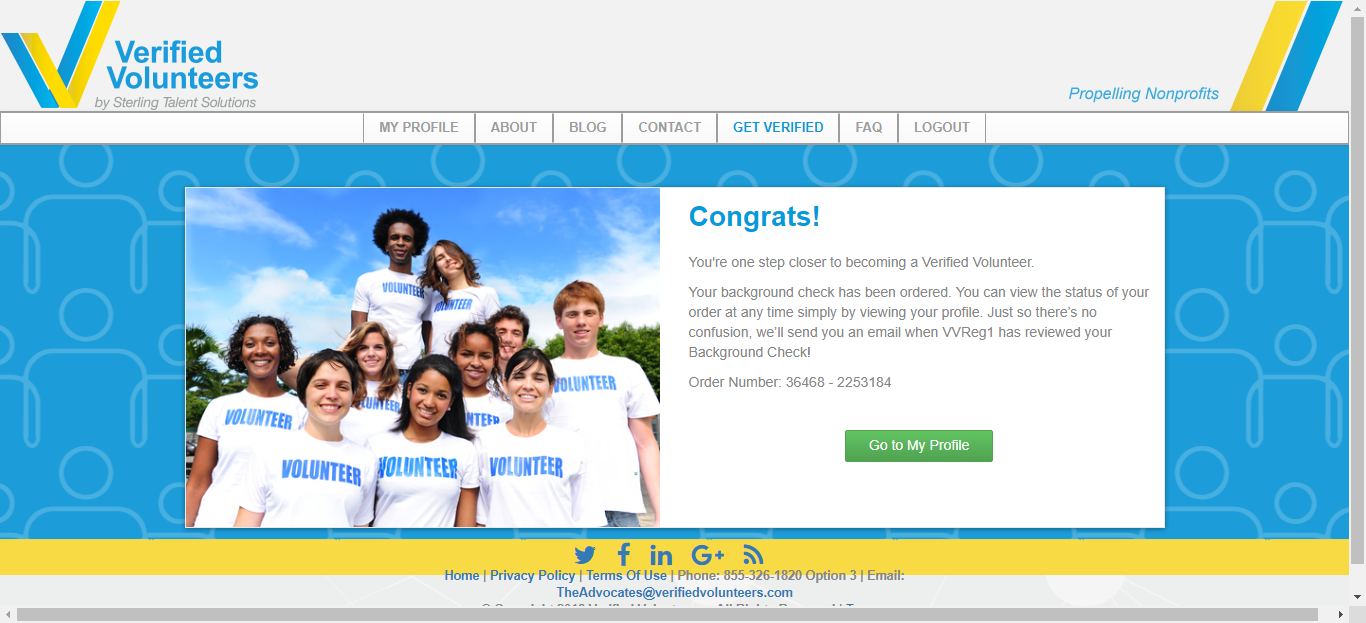 Verified
Volunteers
by Sterling Talent Solutions
Propelling Nonprofits
MY PROFILE ABOUT BLOG CONTACT GET VERIFIED FAQ LOGOUT
Congrats!
You're one step closer to becoming a Verified Volunteer.
Your background check has been ordered. You can view the status of your
order at any time simply by viewing your profile. Just so there's no
confusion, we'll send you an email when VVReg1 has reviewed your
Background Check!
Order Number: 36468 - 2253184
Go to My Profile
VOLUNTEER
VOLUNTEER
VOLUNTEER
VOLUNTEER
VOLUNTEER
VOLUNTEER
VOLUNTEER
Home | Privacy Policy | Terms Of Use | Phone: 855-326-1820 Option 3 | Email:
TheAdvocates@verifiedvolunteers.com